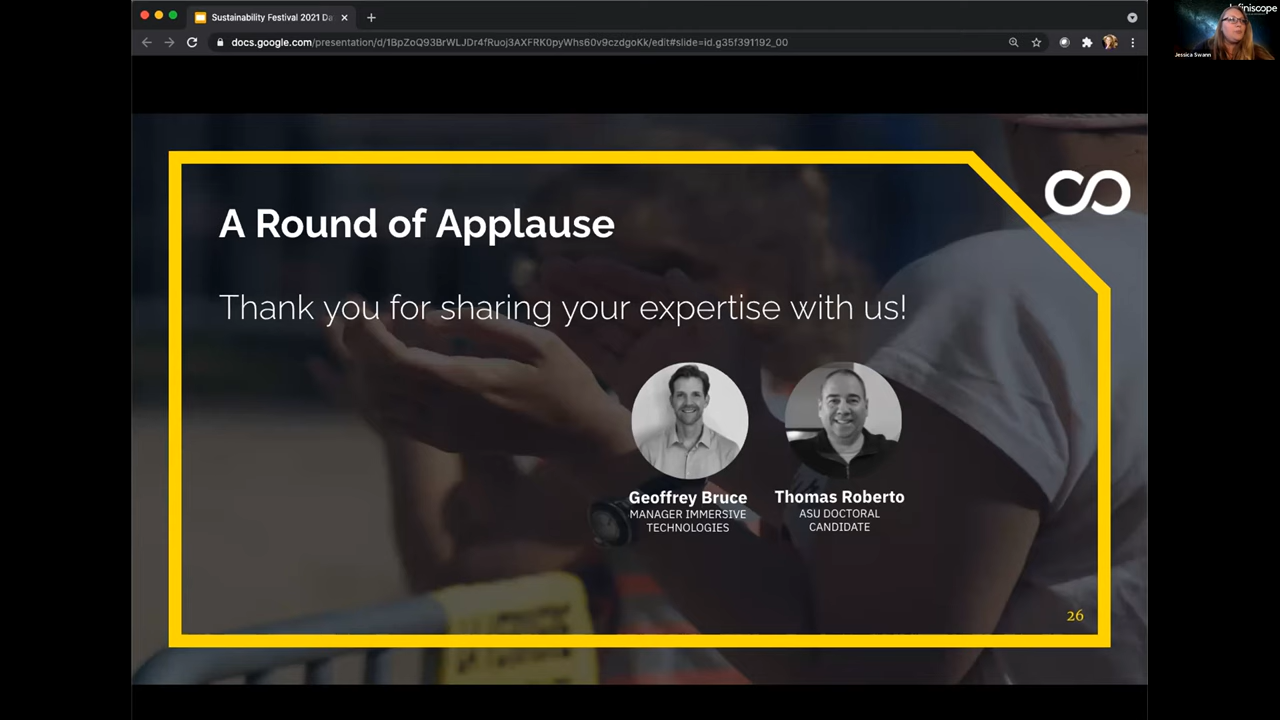 Sustainability Festival 2021 Da
docs.google.com/presentation/d/1BpZoQ93BrWLJDr4fRuoj3AXFRK0pyWhs60v9czdgoKk/edit#slide=id.g35f391192_00
Infiniscope
Jessica Swann
A Round of Applause
Thank you for sharing your expertise with us!
Geoffrey Bruce
MANAGER IMMERSIVE
TECHNOLOGIES
Thomas Roberto
ASU DOCTORAL
CANDIDATE
26